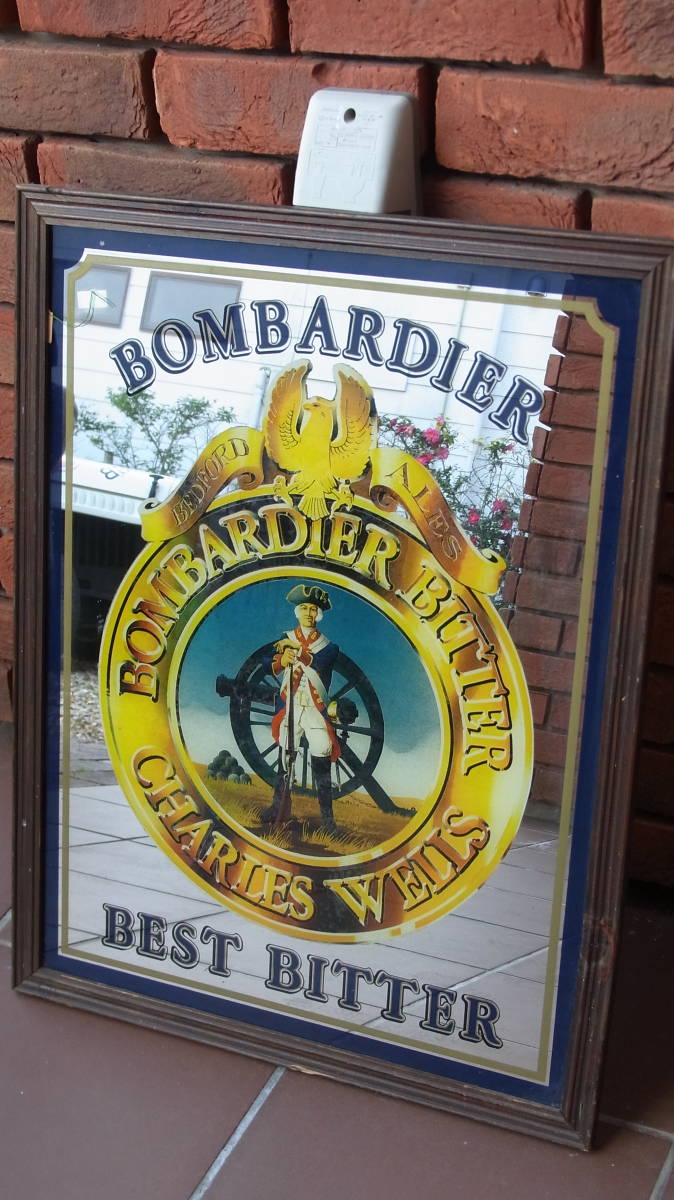 BOMBARDIER
BEDFORD ALES
BOMBARDIER BITTER
CHARLES WELLS
BEST BITTER